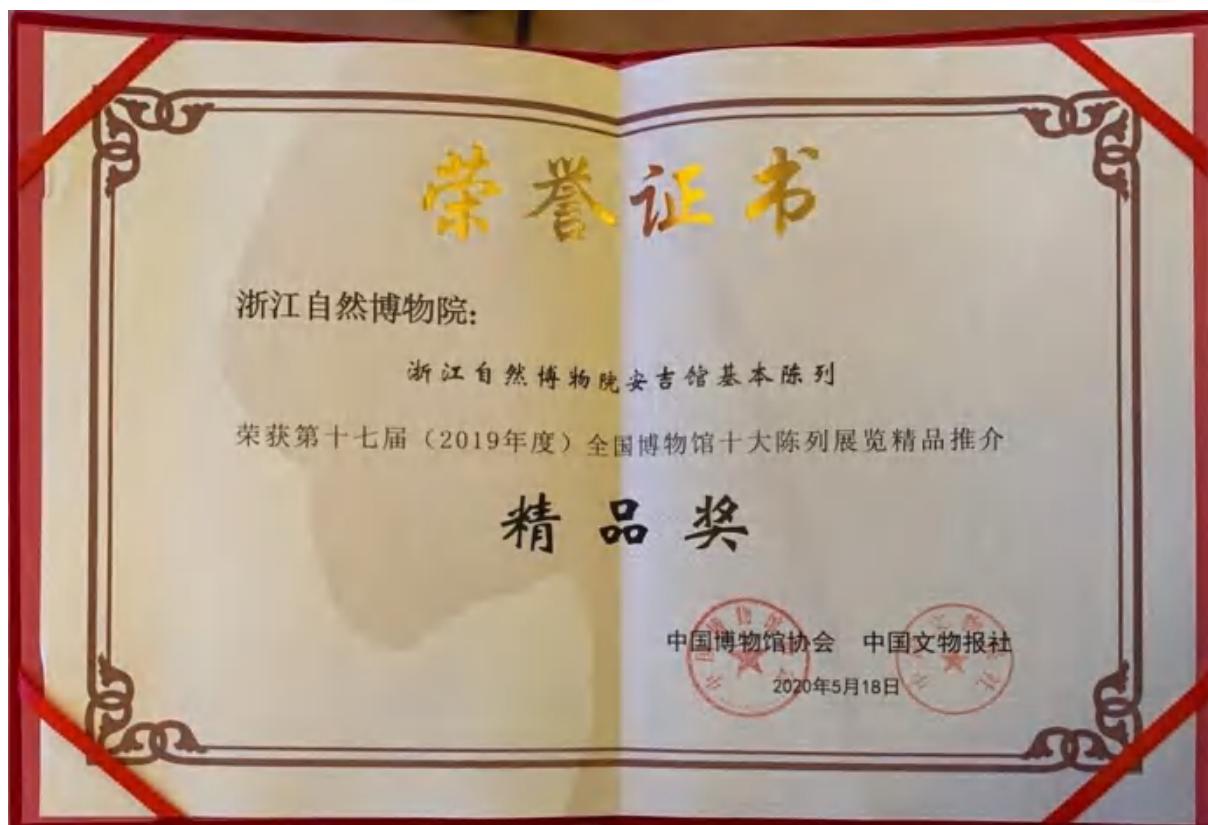 荣誉证书
浙江自然博物院：
浙江自然博物院安吉馆基本陈列
荣获第十七届（2019年度）全国博物馆十大陈列展览精品推介
精品奖
中国博物馆协会 中国文物报社
2020年5月18日